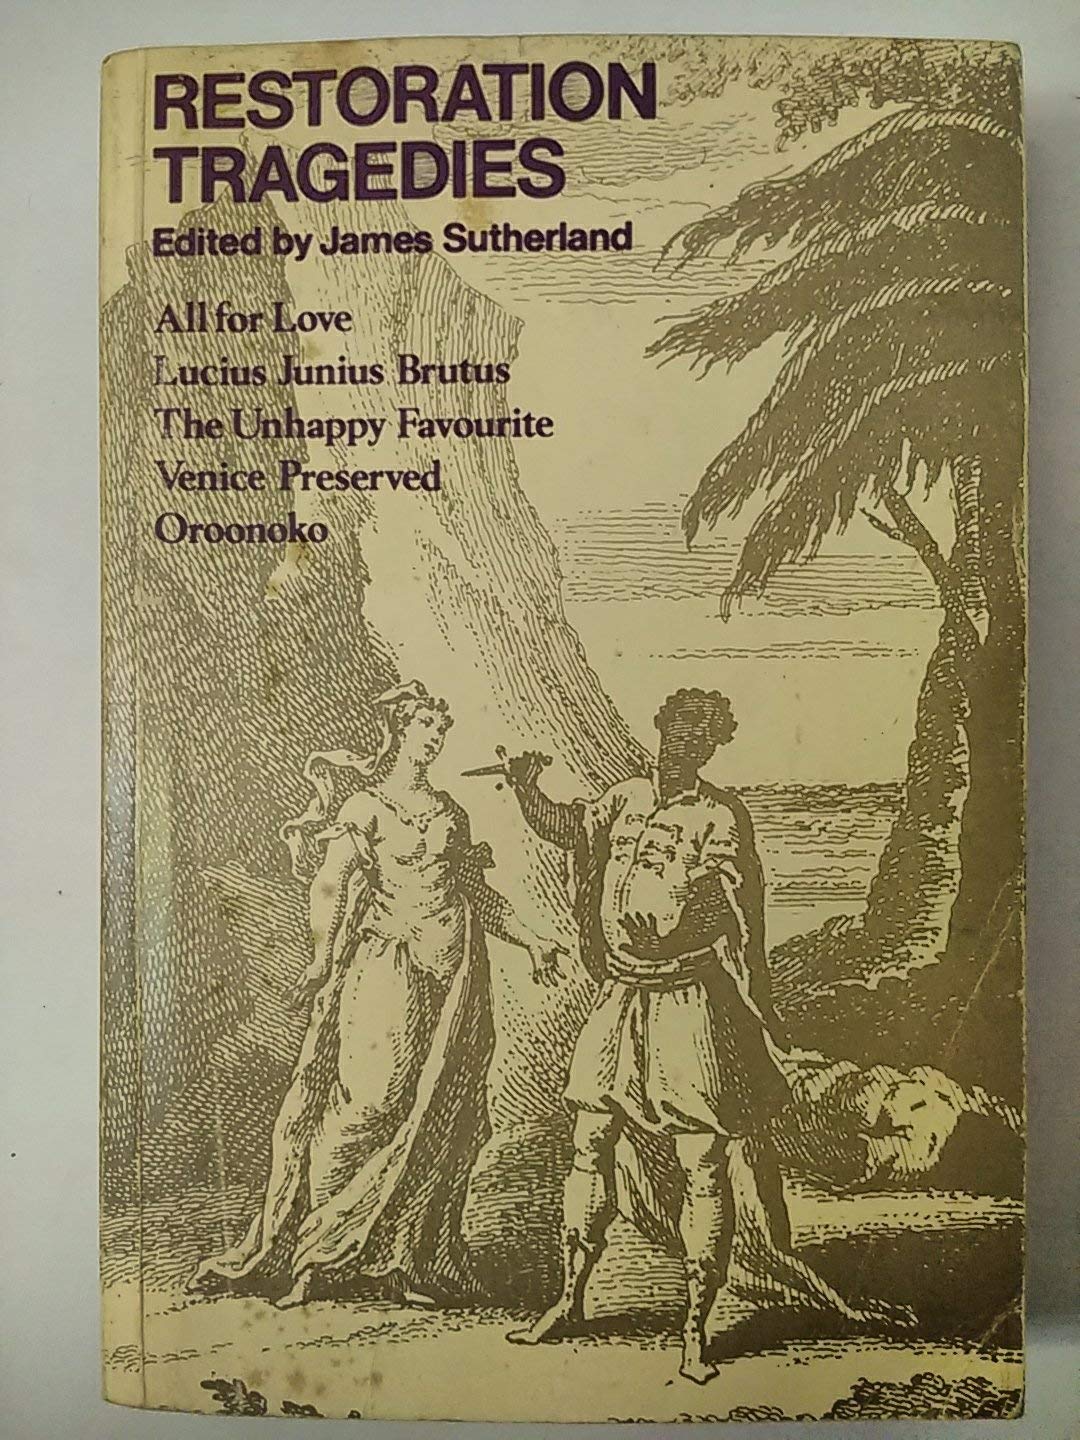 RESTORATION
TRAGEDIES
Edited by James Sutherland
All for Love
Lucius Junius Brutus
The Unhappy Favourite
Venice Preserved
Oroonoko